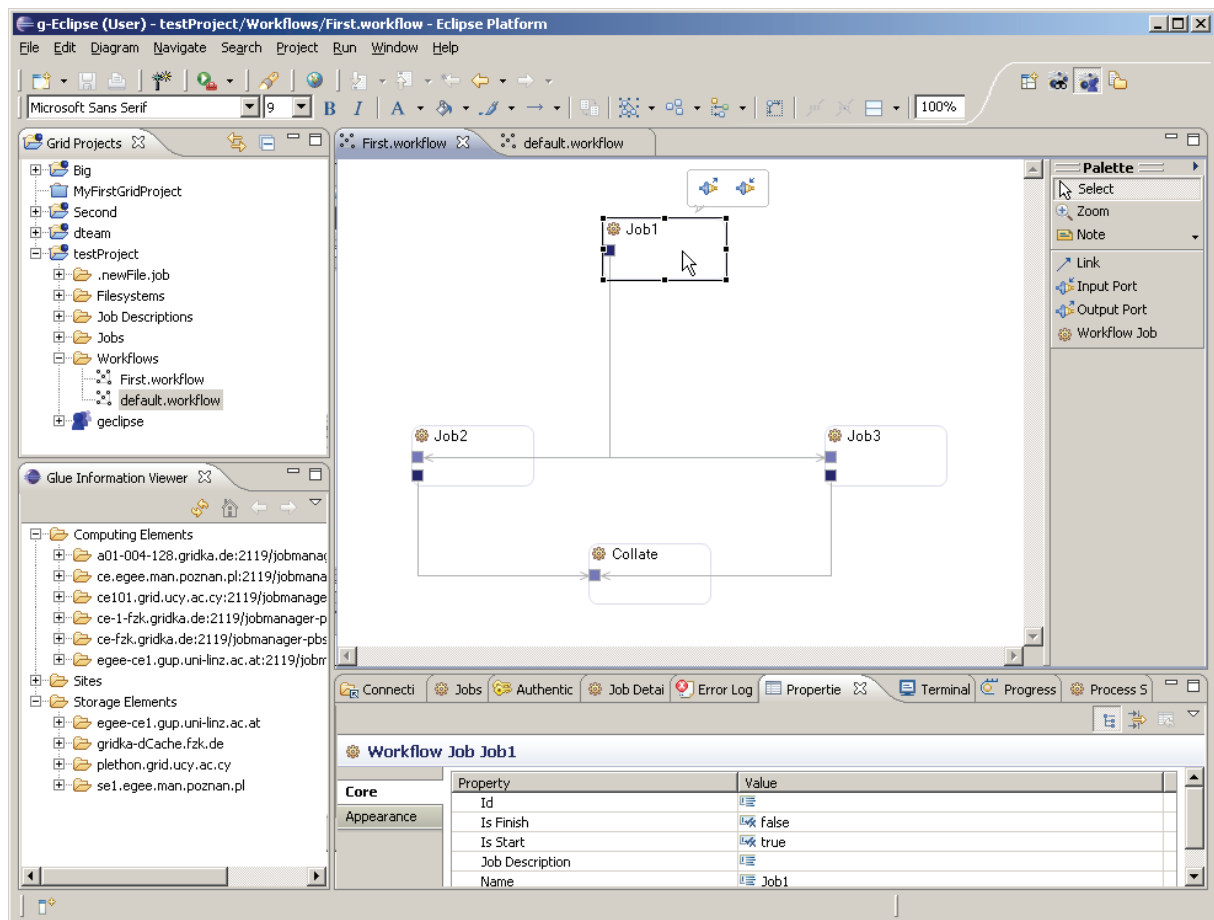 g-Eclipse (User) - testProject/Workflows/First.workflow - Eclipse Platform
File Edit Diagram Navigate Search Project Run Window Help
Microsoft Sans Serif 9 B I A 100%
Grid Projects
Big
MyFirstGridProject
Second
dteam
testProject
.newFile.job
Filesystems
Job Descriptions
Jobs
Workflows
First.workflow
default.workflow
geclipse
First.workflow default.workflow
Job1
Job2
Job3
Collate
Palette
Select
Zoom
Note
Link
Input Port
Output Port
Workflow Job
Glue Information Viewer
Computing Elements
a01-004-128.gridka.de:2119/jobmanag
ce.egee.man.poznan.pl:2119/jobmana
ce101.grid.ucy.ac.cy:2119/jobmanage
ce-1-fzk.gridka.de:2119/jobmanager-p
ce-fzk.gridka.de:2119/jobmanager-pbs
egee-ce1.gup.uni-linz.ac.at:2119/jobm
Sites
Storage Elements
egee-ce1.gup.uni-linz.ac.at
gridka-dCache.fzk.de
plethon.grid.ucy.ac.cy
se1.egee.man.poznan.pl
Connecti Jobs Authentic Job Detai Error Log Propertie Terminal Progress Process S
Workflow Job Job1
Core
Appearance
Property Value
Id
Is Finish false
Is Start true
Job Description
Name Job1